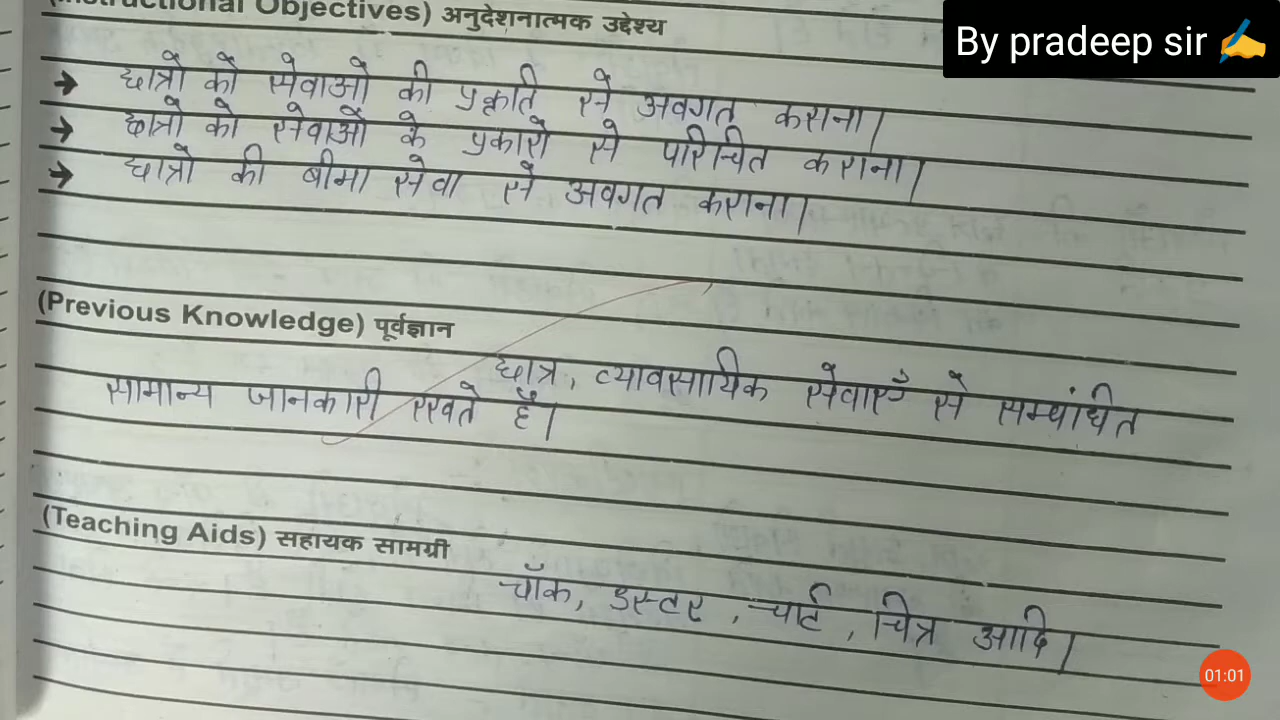 (Instructional Objectives) अनुदेशनात्मक उद्देश्य
By pradeep sir ✍️
→ छात्रों को सेवाओं की प्रकृति से अवगत कराना।
→ छात्रों को सेवाओं के प्रकारों से परिचित कराना।
→ छात्रों की बीमा सेवा से अवगत कराना।
(Previous Knowledge) पूर्वज्ञान
छात्र, व्यावसायिक सेवाएँ से सम्बंधित
सामान्य जानकारी रखते हैं।
(Teaching Aids) सहायक सामग्री
चॉक, डस्टर, चार्ट, चित्र आदि।
01:01